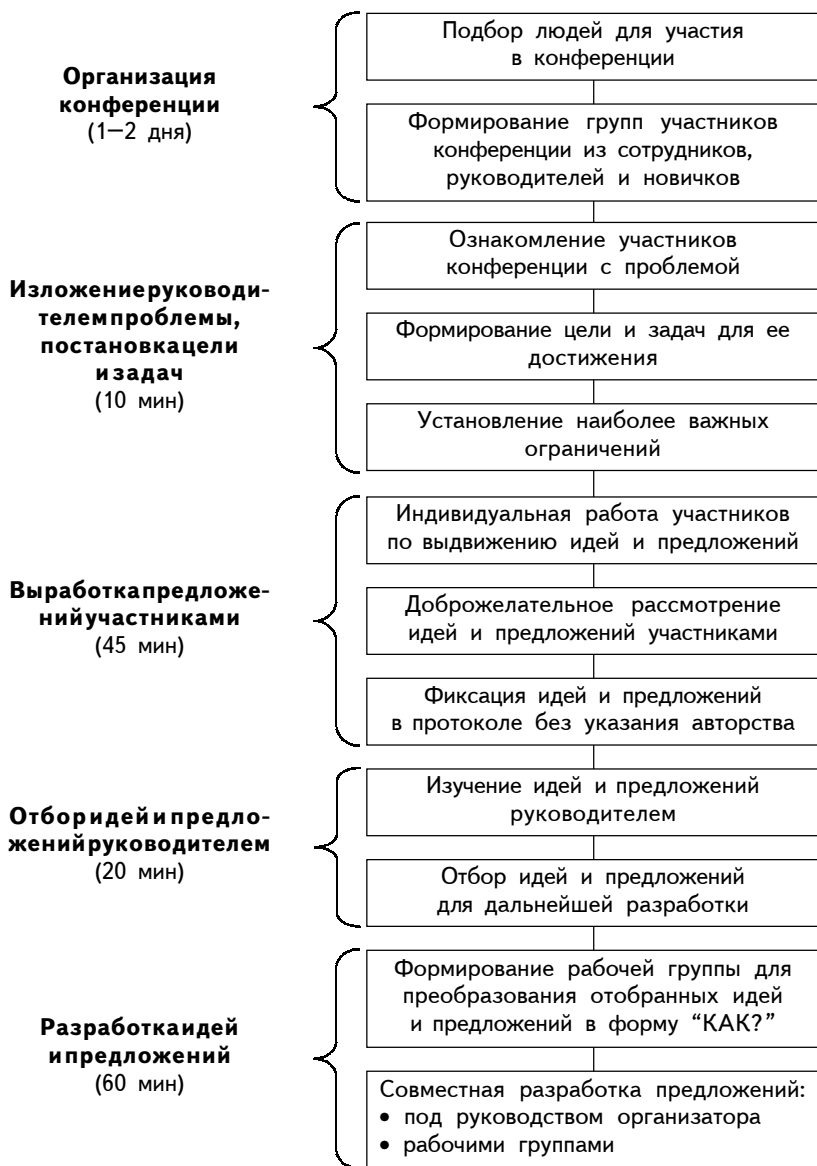 Организация
конференции
(1—2 дня)
Подбор людей для участия
в конференции
Формирование групп участников
конференции из сотрудников,
руководителей и новичков
Изложение руководи-
телем проблемы,
постановка цели
и задач
(10 мин)
Ознакомление участников
конференции с проблемой
Формирование цели и задач для ее
достижения
Установление наиболее важных
ограничений
Выработка предложе-
ний участниками
(45 мин)
Индивидуальная работа участников
по выдвижению идей и предложений
Доброжелательное рассмотрение
идей и предложений участниками
Фиксация идей и предложений
в протоколе без указания авторства
Отбор идей и предло-
жений руководителем
(20 мин)
Изучение идей и предложений
руководителем
Отбор идей и предложений
для дальнейшей разработки
Разработка идей
и предложений
(60 мин)
Формирование рабочей группы для
преобразования отобранных идей
и предложений в форму “КАК?”
Совместная разработка предложений:
• под руководством организатора
• рабочими группами